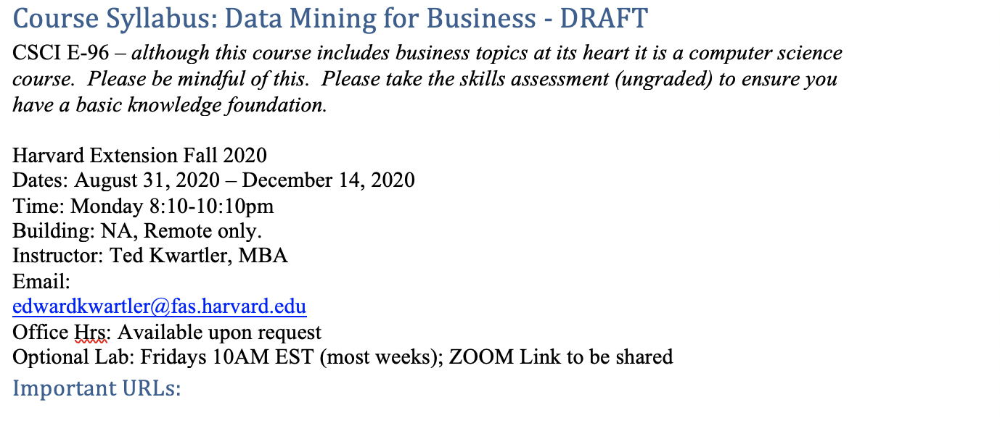 Course Syllabus: Data Mining for Business - DRAFT
CSCI E-96 – although this course includes business topics at its heart it is a computer science
course.  Please be mindful of this.  Please take the skills assessment (ungraded) to ensure you
have a basic knowledge foundation.
Harvard Extension Fall 2020
Dates: August 31, 2020 – December 14, 2020
Time: Monday 8:10-10:10pm
Building: NA, Remote only.
Instructor: Ted Kwartler, MBA
Email:
edwardkwartler@fas.harvard.edu
Office Hrs: Available upon request
Optional Lab: Fridays 10AM EST (most weeks); ZOOM Link to be shared
Important URLs: